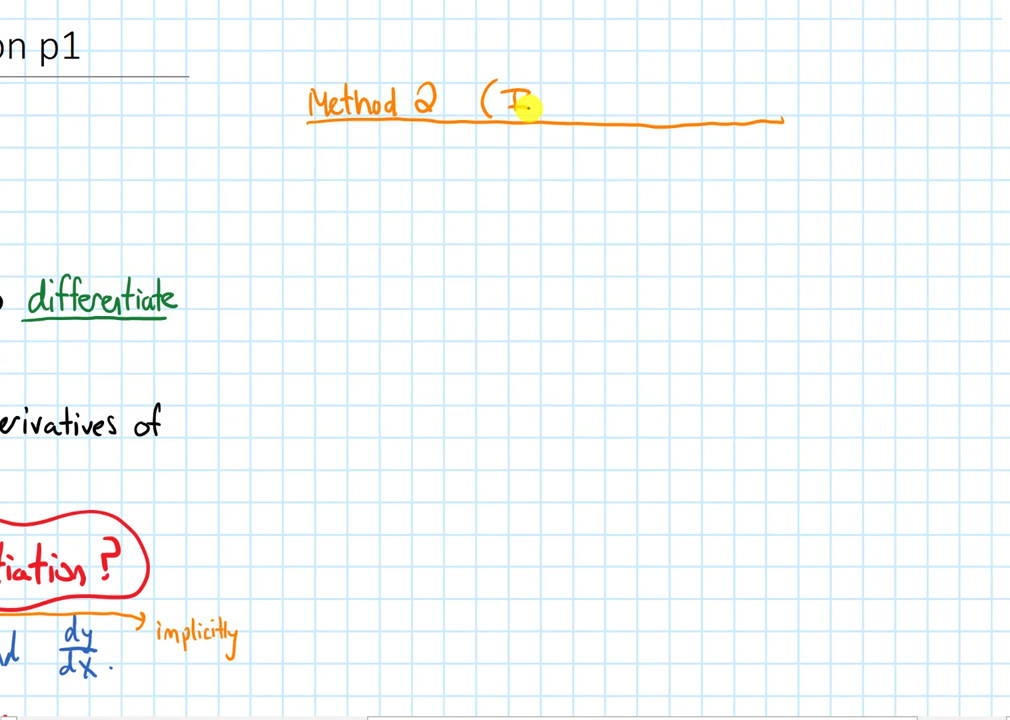 on p1
Method 2 (I
differentiate
erivatives of
tiation?
implicitly
dy
dx.